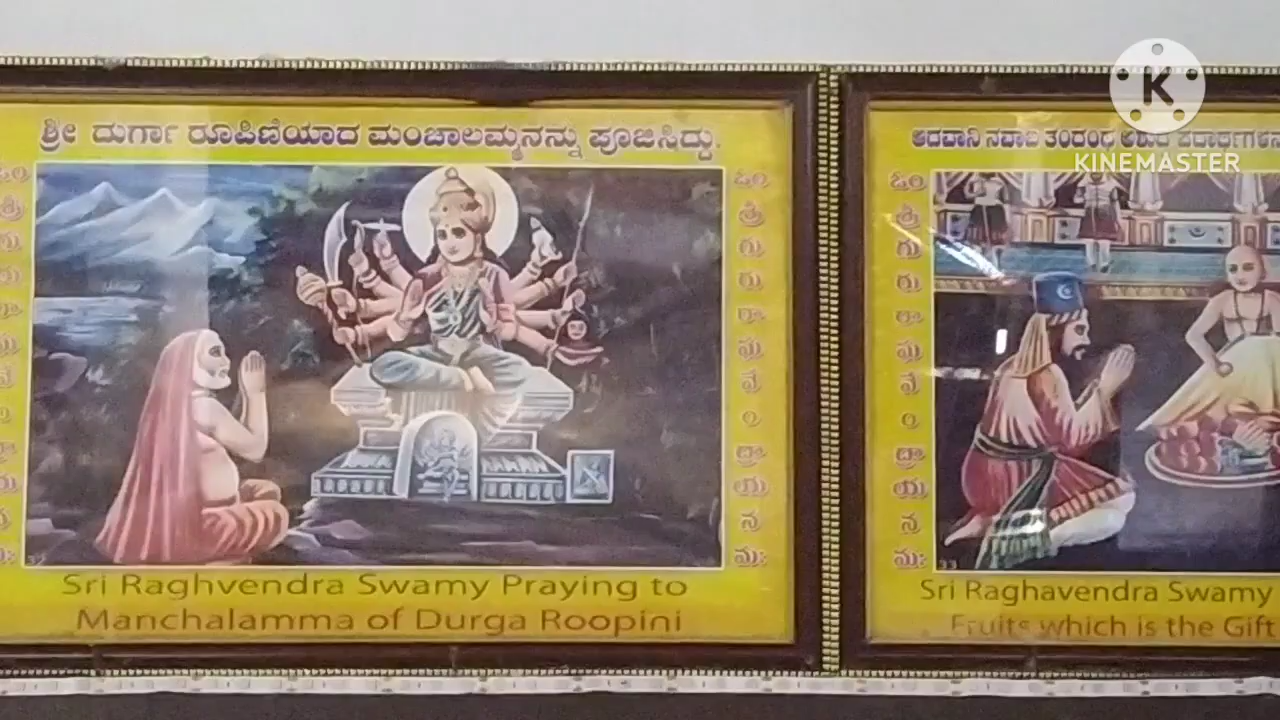 ಶ್ರೀ ದುರ್ಗಾ ರೂಪಿಣಿಯಾದ ಮಂಚಾಲಮ್ಮನನ್ನು ಪೂಜಿಸಿದ್ದು.
ಓಂ ಶ್ರೀ ಗು ರು ರಾ ಘ ವೇ ಂ ದ್ರಾ ಯ ನ ಮಃ
Sri Raghvendra Swamy Praying to
Manchalamma of Durga Roopini
ಓಂ ಶ್ರೀ ಗು ರು ರಾ ಘ ವೇ ಂ ದ್ರಾ ಯ ನ ಮಃ
33
Sri Raghavendra Swamy
Fruits which is the Gift
K
KINEMASTER